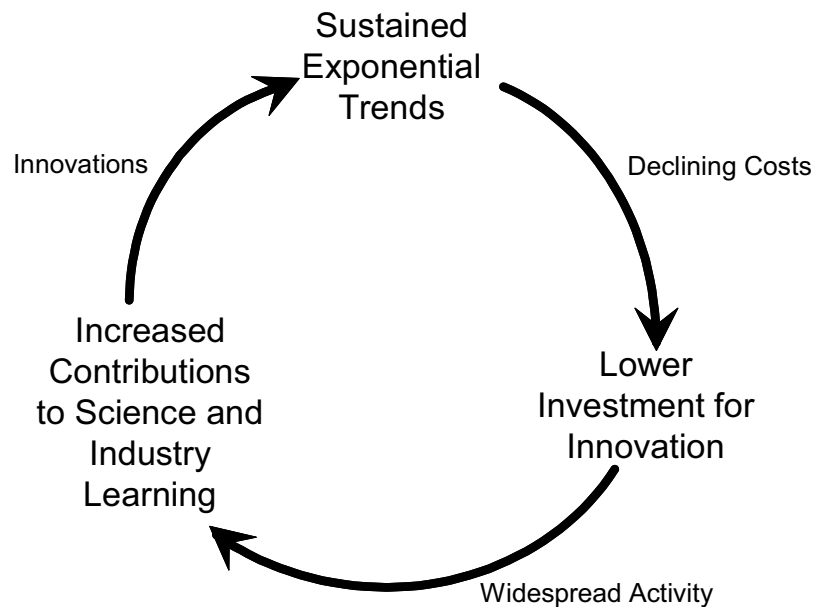 Sustained
Exponential
Trends
Innovations
Declining Costs
Increased
Contributions
to Science and
Industry
Learning
Lower
Investment for
Innovation
Widespread Activity